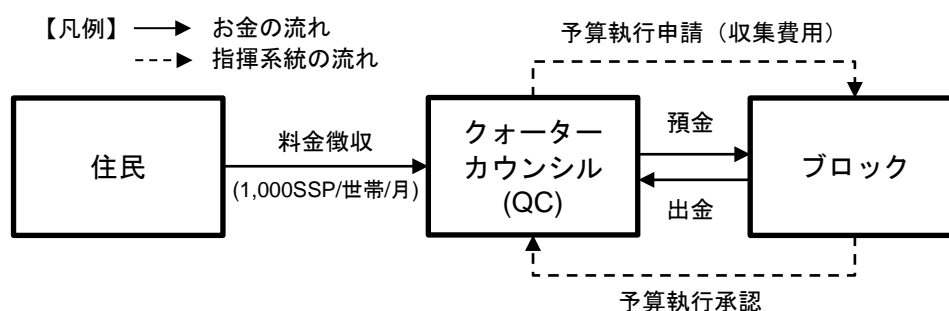 【凡例】 お金の流れ
指揮系統の流れ
予算執行申請（収集費用）
住民
料金徴収
(1,000SSP/世帯/月)
クォーター
カウンシル
(QC)
預金
出金
ブロック
予算執行承認